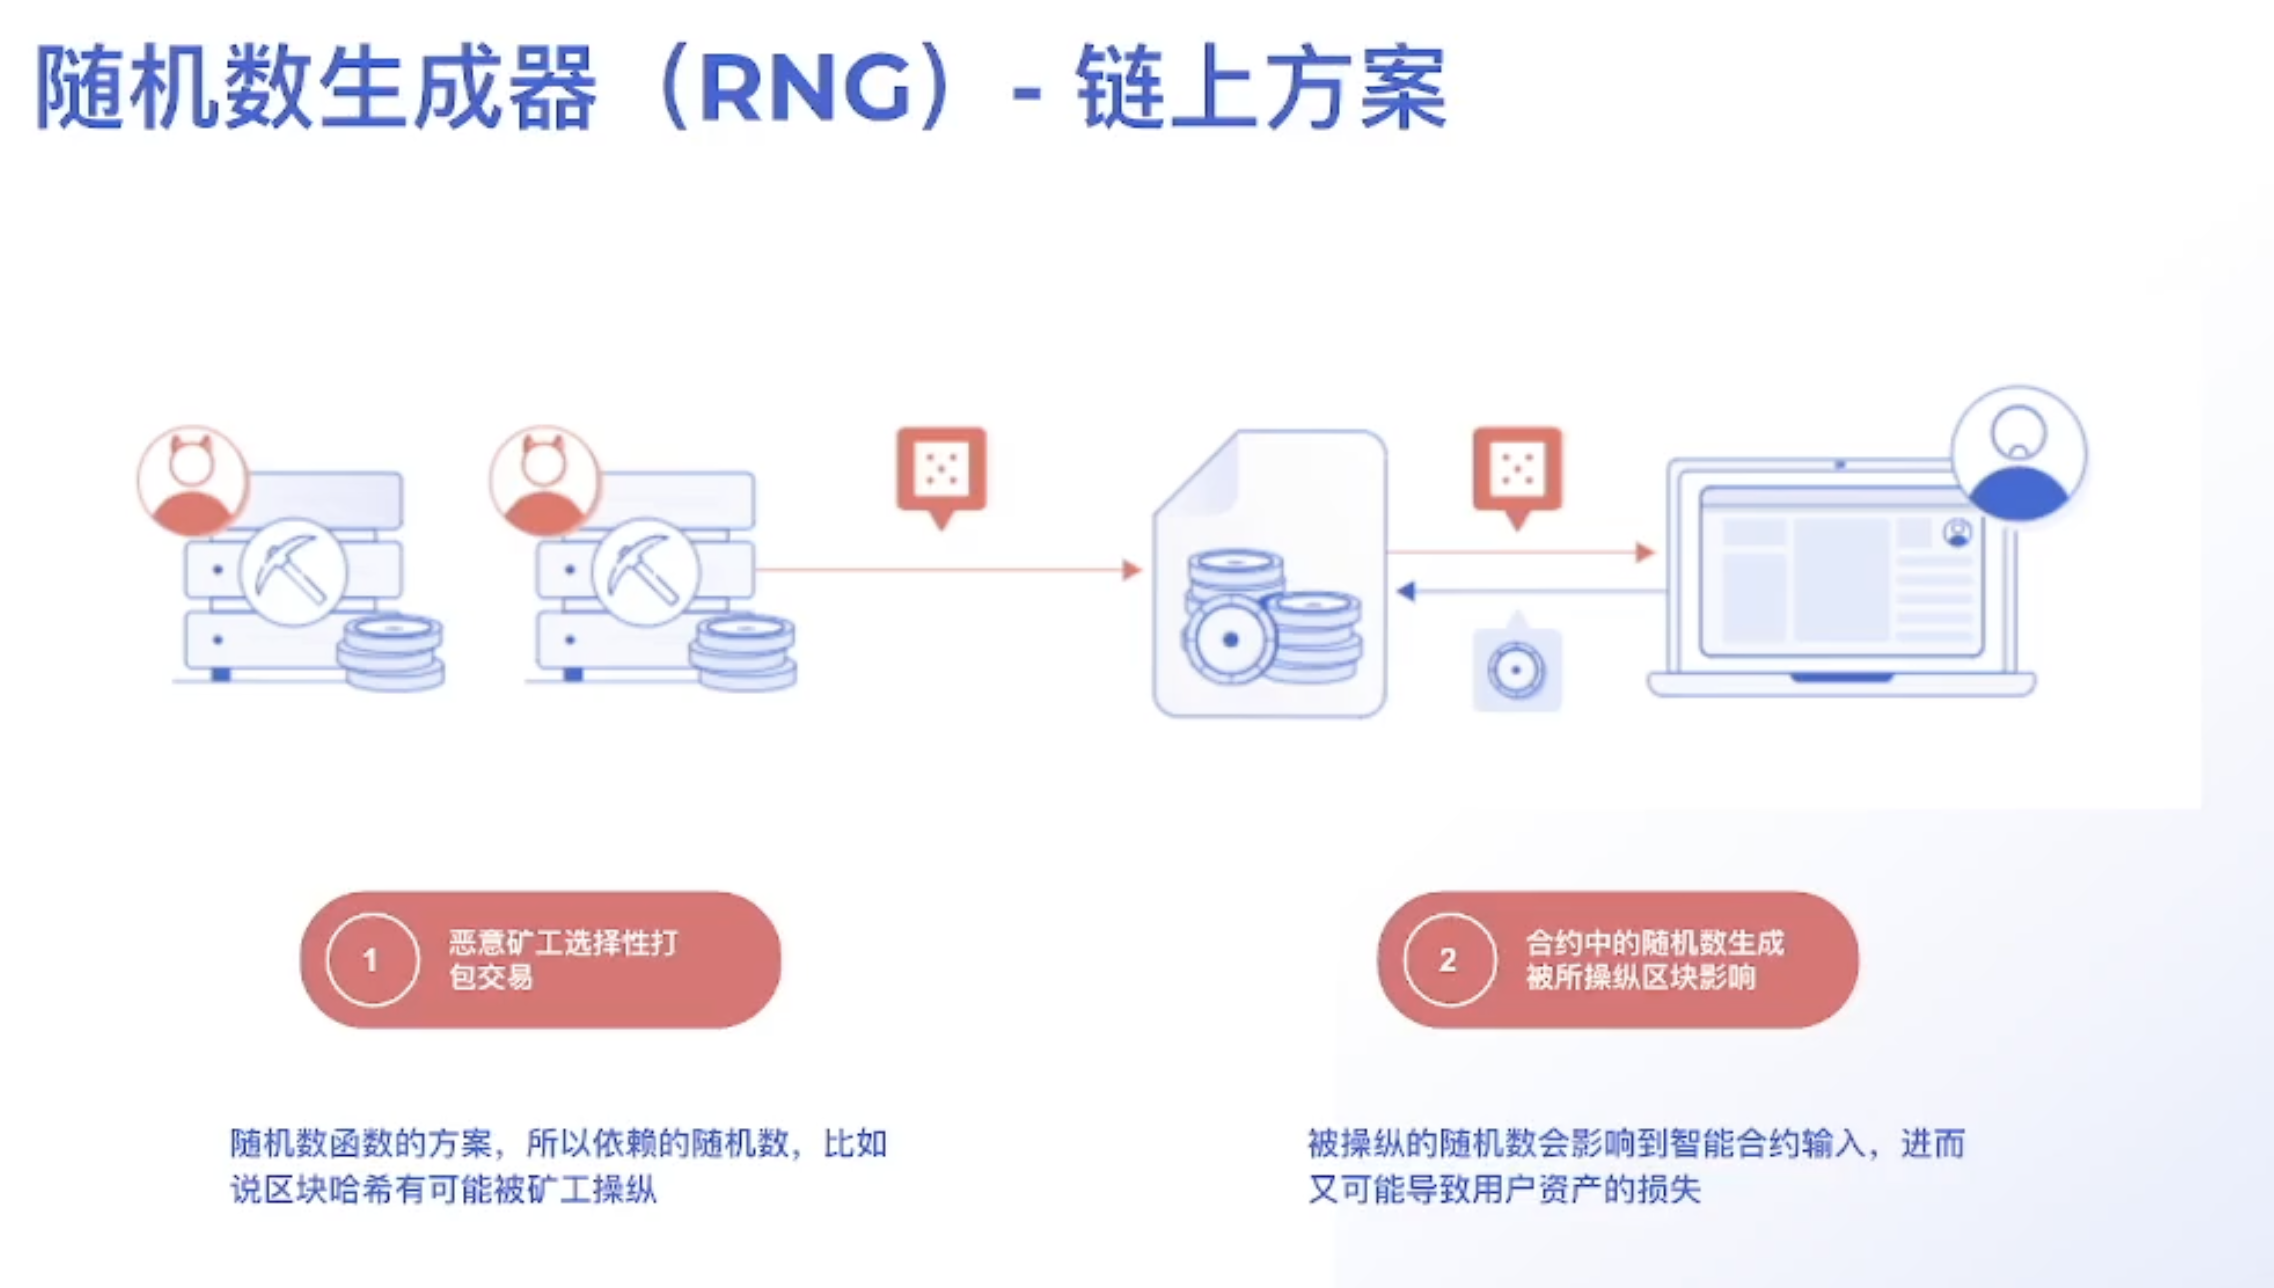 随机数生成器（RNG）- 链上方案
1
恶意矿工选择性打
包交易
2
合约中的随机数生成
被所操纵区块影响
随机数函数的方案，所以依赖的随机数，比如
说区块哈希有可能被矿工操纵
被操纵的随机数会影响到智能合约输入，进而
又可能导致用户资产的损失